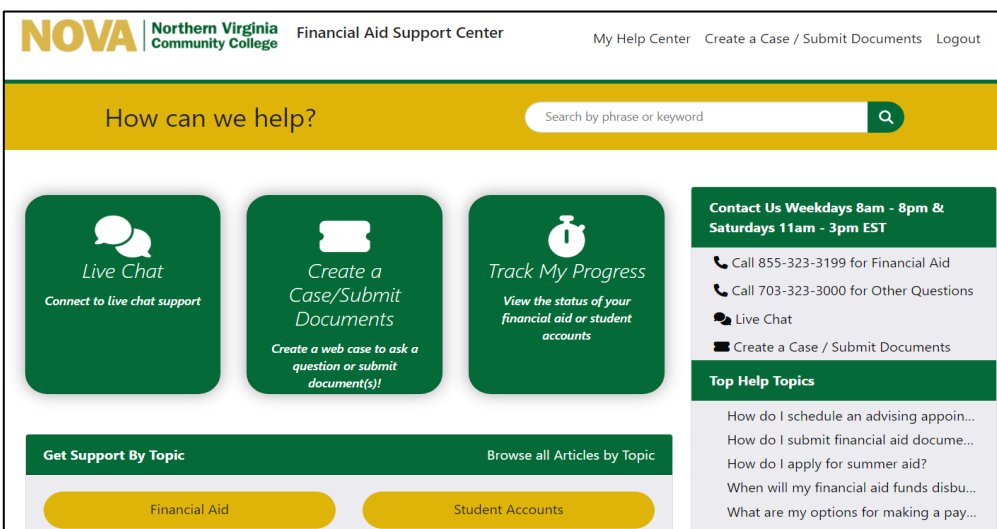 NOVA
Northern Virginia
Community College
Financial Aid Support Center
My Help Center
Create a Case / Submit Documents
Logout
How can we help?
Search by phrase or keyword
Live Chat
Connect to live chat support
Create a
Case/Submit
Documents
Create a web case to ask a
question or submit
document(s)!
Track My Progress
View the status of your
financial aid or student
accounts
Contact Us Weekdays 8am - 8pm &
Saturdays 11am - 3pm EST
Call 855-323-3199 for Financial Aid
Call 703-323-3000 for Other Questions
Live Chat
Create a Case / Submit Documents
Top Help Topics
How do I schedule an advising appoin...
How do I submit financial aid docume...
How do I apply for summer aid?
When will my financial aid funds disbu...
What are my options for making a pay...
Get Support By Topic
Browse all Articles by Topic
Financial Aid
Student Accounts